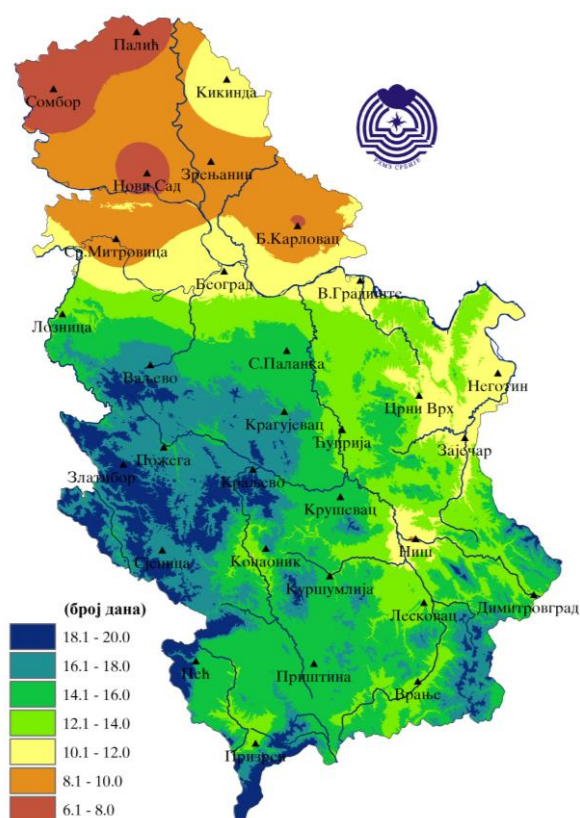 Палић
Кикинда
Сомбор
РХМЗ СРБИЈЕ
Зрењанин
Нови Сад
Б.Карловац
Ср.Митровица
Београд
В.Градиште
Лозница
С.Паланка
Ваљево
Неготин
Црни Врх
Крагујевац
Ћуприја
Зајечар
Пожега
Златибор
Краљево
Крушевац
Ниш
Копаоник
Сјеница
Куршумлија
Димитровград
Лесковац
(број дана)
18.1 - 20.0
16.1 - 18.0
14.1 - 16.0
12.1 - 14.0
10.1 - 12.0
8.1 - 10.0
6.1 - 8.0
Пећ
Приштина
Врање
Призрен